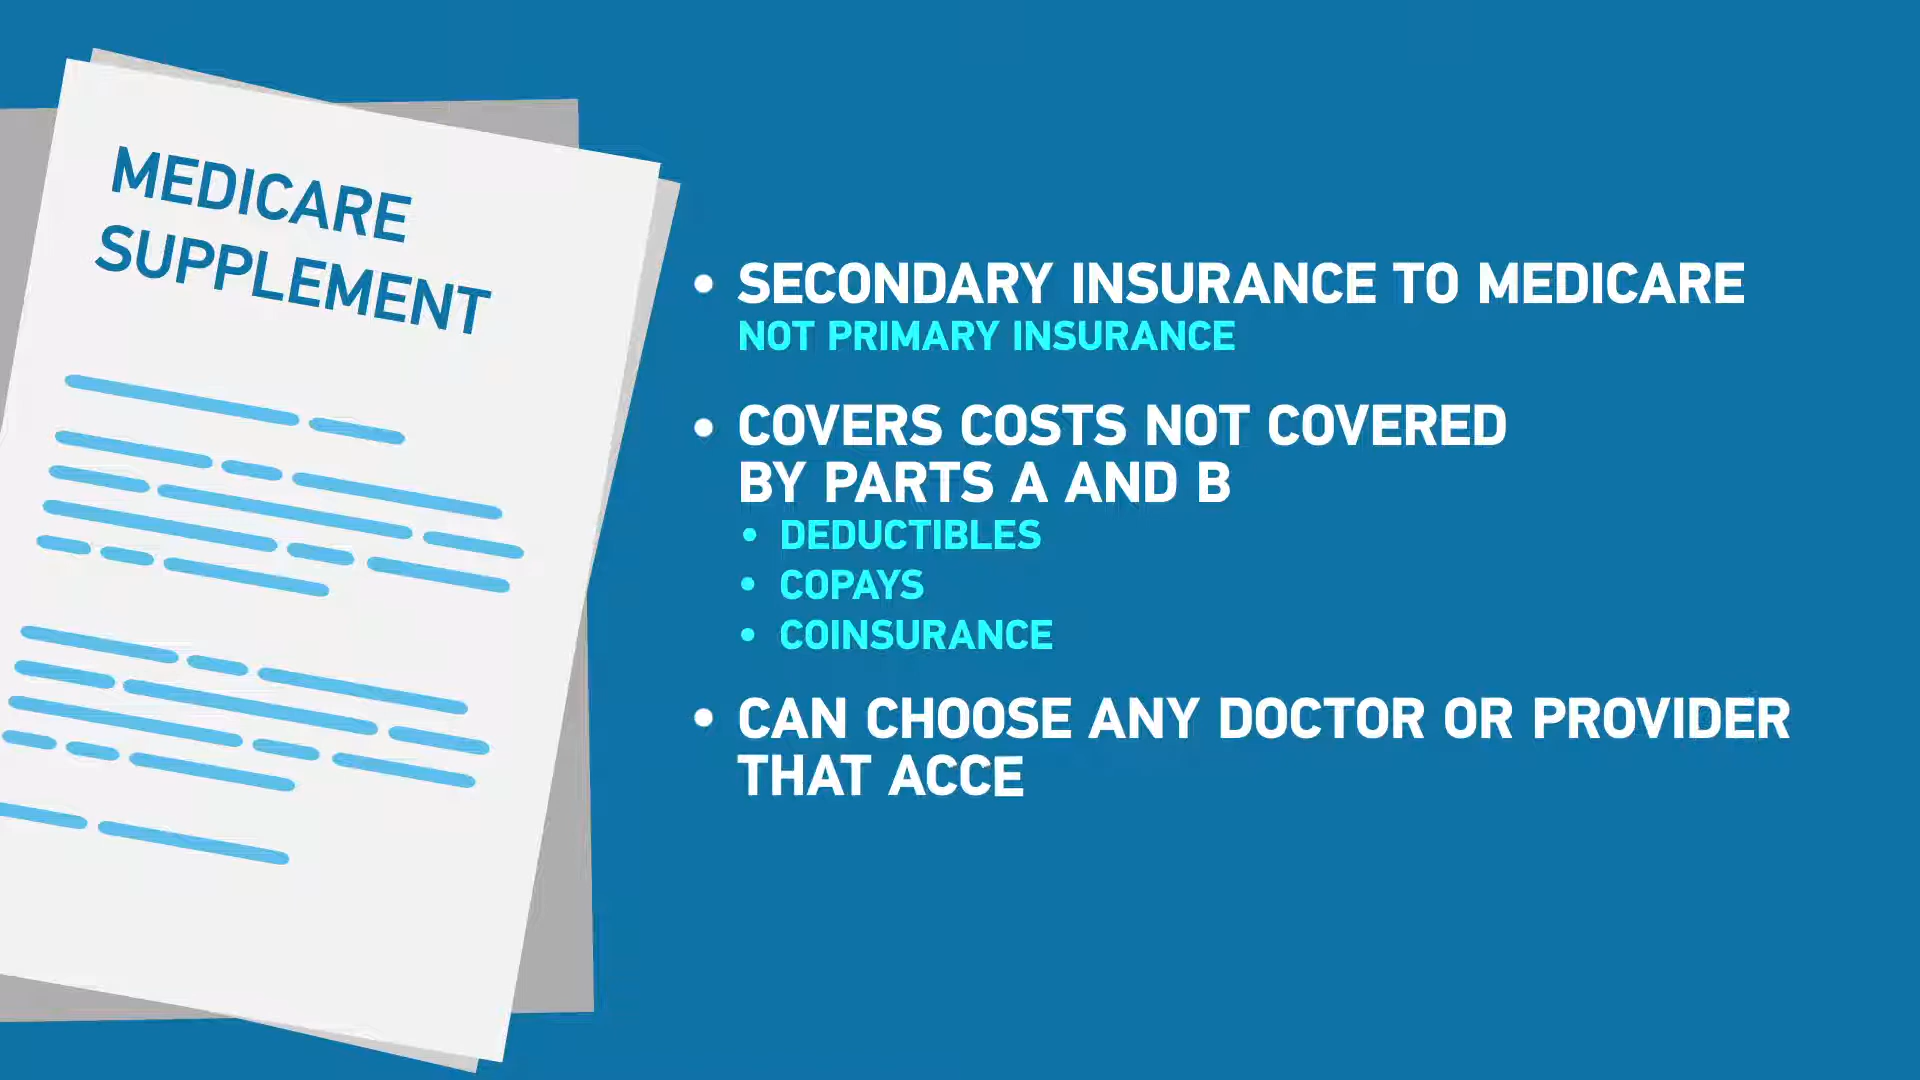 MEDICARE
SUPPLEMENT
• SECONDARY INSURANCE TO MEDICARE
NOT PRIMARY INSURANCE
• COVERS COSTS NOT COVERED
BY PARTS A AND B
• DEDUCTIBLES
• COPAYS
• COINSURANCE
• CAN CHOOSE ANY DOCTOR OR PROVIDER
THAT ACCE